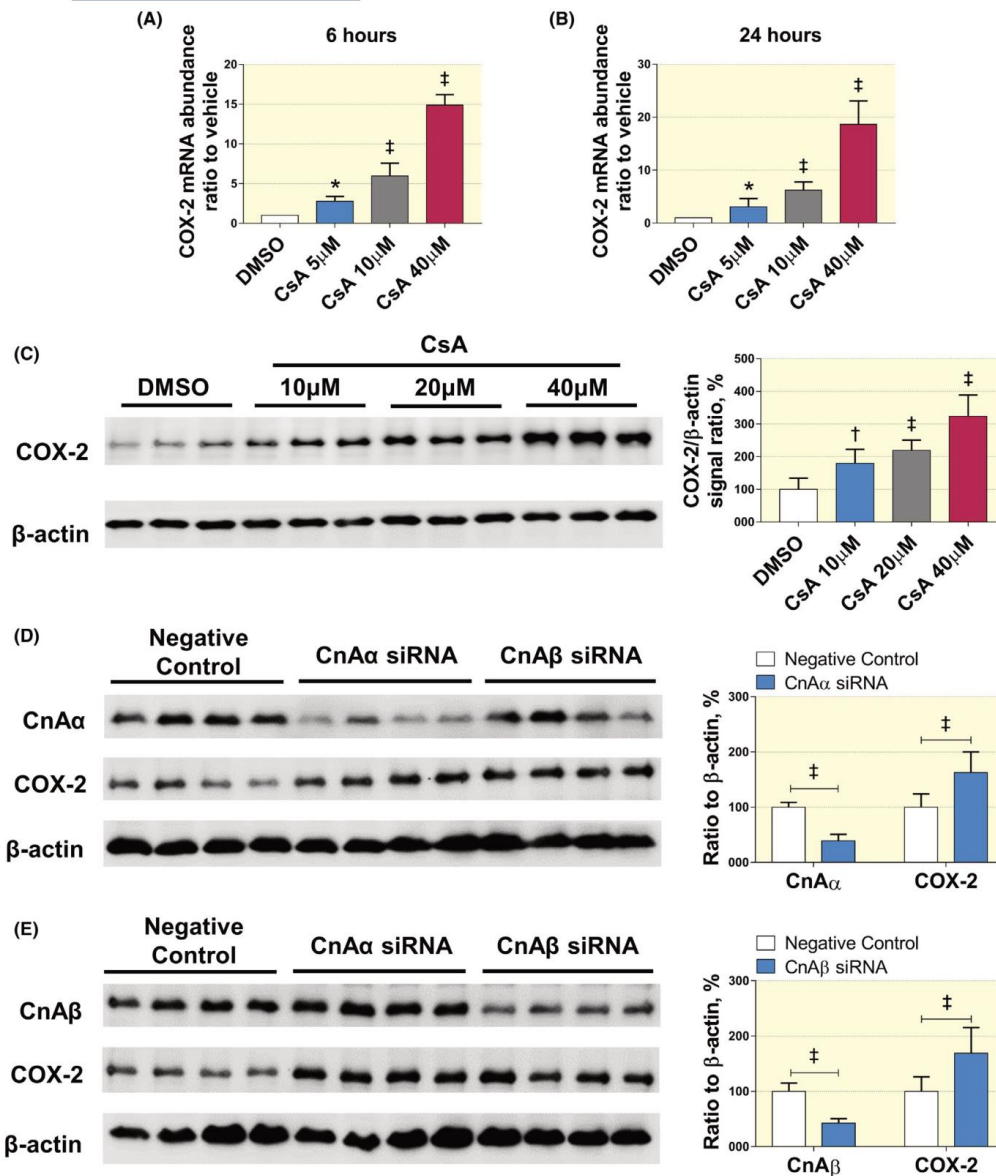 (A)
6 hours
COX-2 mRNA abundance
ratio to vehicle
20
15
10
5
0
*
‡
‡
DMSO
CsA 5μM
CsA 10μM
CsA 40μM
(B)
24 hours
COX-2 mRNA abundance
ratio to vehicle
30
20
10
0
*
‡
‡
DMSO
CsA 5μM
CsA 10μM
CsA 40μM
(C)
CsA
DMSO
10μM
20μM
40μM
COX-2
β-actin
COX-2/β-actin
signal ratio, %
500
400
300
200
100
000
†
‡
‡
DMSO
CsA 10μM
CsA 20μM
CsA 40μM
(D)
Negative
Control
CnAα siRNA
CnAβ siRNA
CnAα
COX-2
β-actin
Negative Control
CnAα siRNA
Ratio to β-actin, %
300
200
100
000
‡
‡
CnAα
COX-2
(E)
Negative
Control
CnAα siRNA
CnAβ siRNA
CnAβ
COX-2
β-actin
Negative Control
CnAβ siRNA
Ratio to β-actin, %
300
200
100
000
‡
‡
CnAβ
COX-2